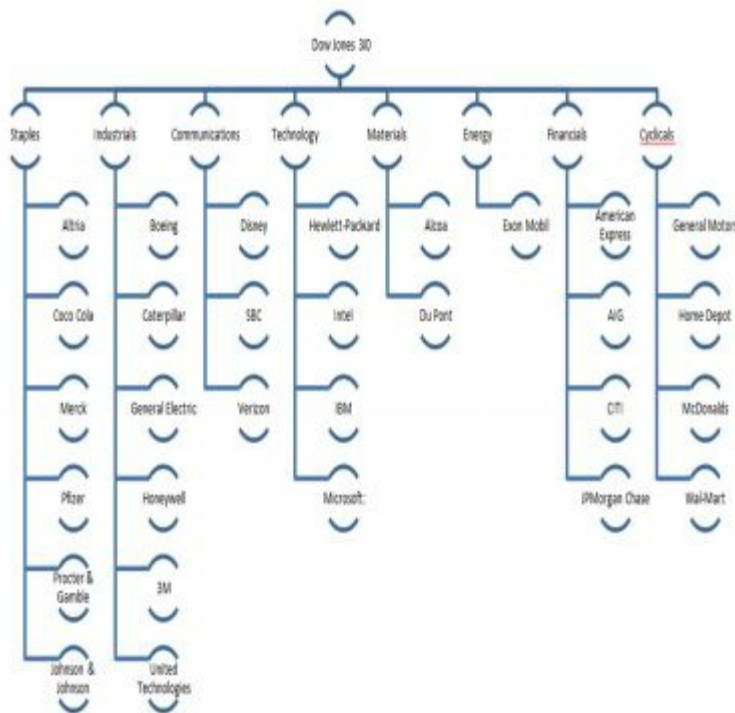 Dow Jones 30
Staples
Industrials
Communications
Technology
Materials
Energy
Financials
Cyclicals
Altria
Boeing
Disney
Hewlett-Packard
Alcoa
Exon Mobil
American
Express
General Motors
Coco Cola
Caterpillar
SBC
Intel
Du Pont
AIG
Home Depot
Merck
General Electric
Verizon
IBM
CITI
McDonalds
Pfizer
Honeywell
Microsoft:
JPMorgan Chase
Wal-Mart
Procter &
Gamble
3M
Johnson &
Johnson
United
Technologies